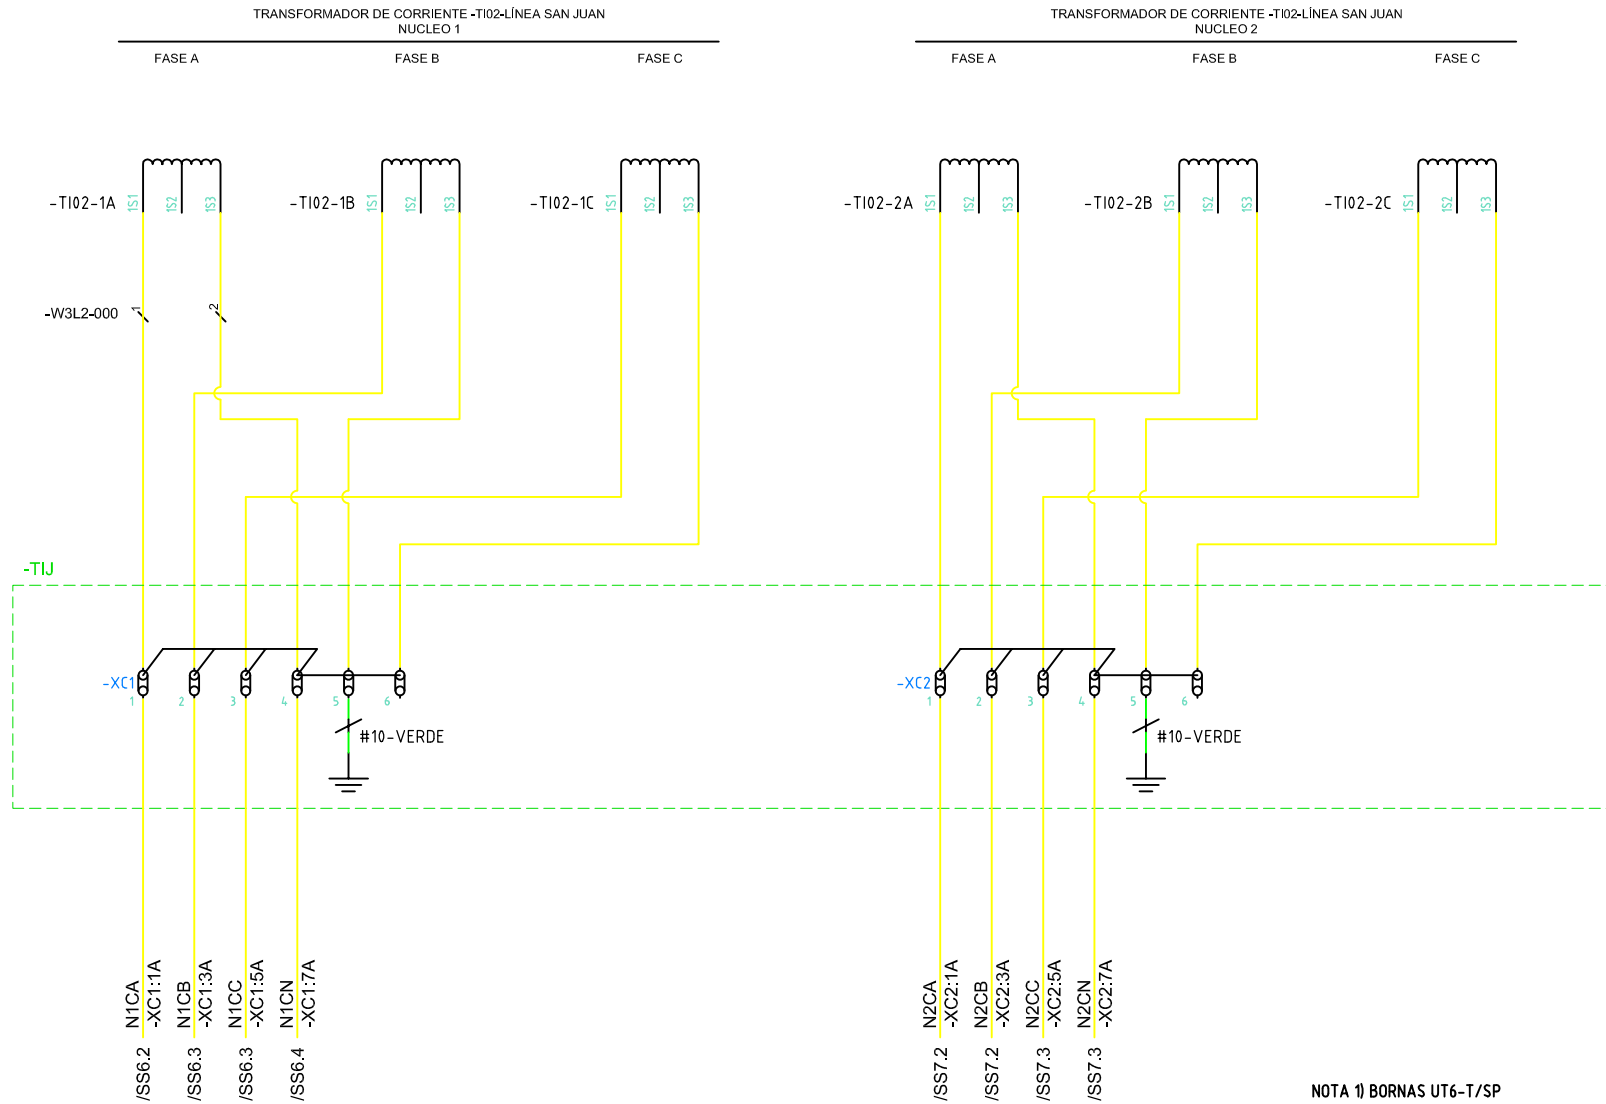 TRANSFORMADOR DE CORRIENTE -TI02-LÍNEA SAN JUAN
NUCLEO 1
FASE A
FASE B
FASE C
TRANSFORMADOR DE CORRIENTE -TI02-LÍNEA SAN JUAN
NUCLEO 2
FASE A
FASE B
FASE C
-TI02-1A
1S1
1S2
1S3
-TI02-1B
1S1
1S2
1S3
-TI02-1C
1S1
1S2
1S3
-TI02-2A
1S1
1S2
1S3
-TI02-2B
1S1
1S2
1S3
-TI02-2C
1S1
1S2
1S3
-W3L2-000
1
2
-TIJ
-XC1
1
2
3
4
5
6
#10-VERDE
-XC2
1
2
3
4
5
6
#10-VERDE
N1CA
-XC1:1A
N1CB
-XC1:3A
N1CC
-XC1:5A
N1CN
-XC1:7A
N2CA
-XC2:1A
N2CB
-XC2:3A
N2CC
-XC2:5A
N2CN
-XC2:7A
/SS6.2
/SS6.3
/SS6.3
/SS6.4
/SS7.2
/SS7.2
/SS7.3
/SS7.3
NOTA 1) BORNAS UT6-T/SP